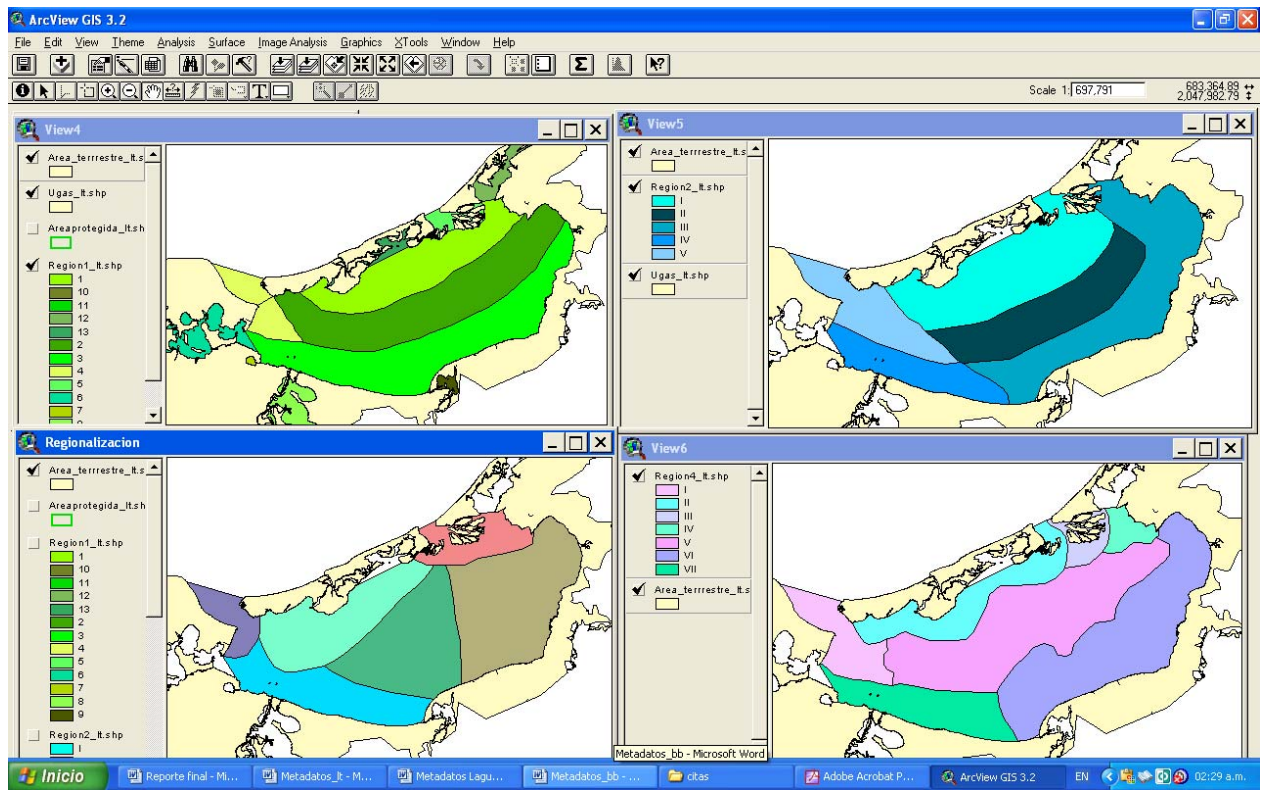 ArcView GIS 3.2
File Edit View Theme Analysis Surface Image Analysis Graphics XTools Window Help
Scale 1: 697,791
683,364.89
2,047,982.79
View4
Area_terrrestre_lt.s
Ugas_lt.shp
Areaprotegida_lt.sh
Region1_lt.shp
1
10
11
12
13
2
3
4
5
6
7
View5
Area_terrrestre_lt.s
Region2_lt.shp
I
II
III
IV
V
Ugas_lt.shp
Regionalizacion
Area_terrrestre_lt.s
Areaprotegida_lt.sh
Region1_lt.shp
1
10
11
12
13
2
3
4
5
6
7
8
9
Region2_lt.shp
I
View6
Region4_lt.shp
I
II
III
IV
V
VI
VII
Area_terrrestre_lt.s
Metadatos_bb - Microsoft Word
Inicio
Reporte final - Mi...
Metadatos_lt - M...
Metadatos Lagu...
Metadatos_bb - ...
citas
Adobe Acrobat P...
ArcView GIS 3.2
EN
02:29 a.m.